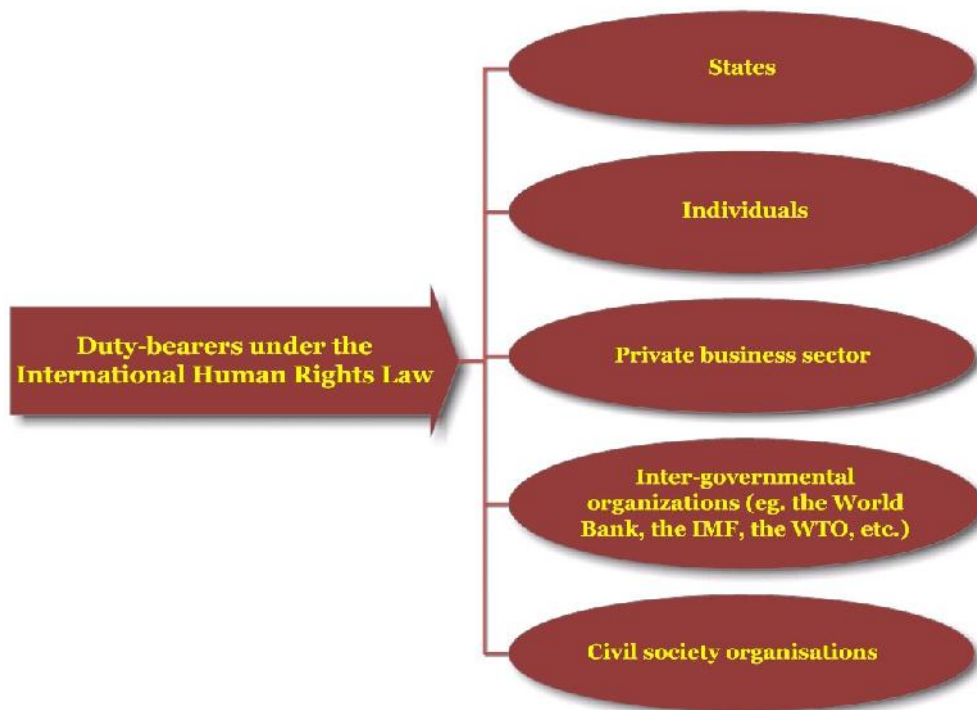 States
Individuals
Duty-bearers under the
International Human Rights Law
Private business sector
Inter-governmental
organizations (eg. the World
Bank, the IMF, the WTO, etc.)
Civil society organisations